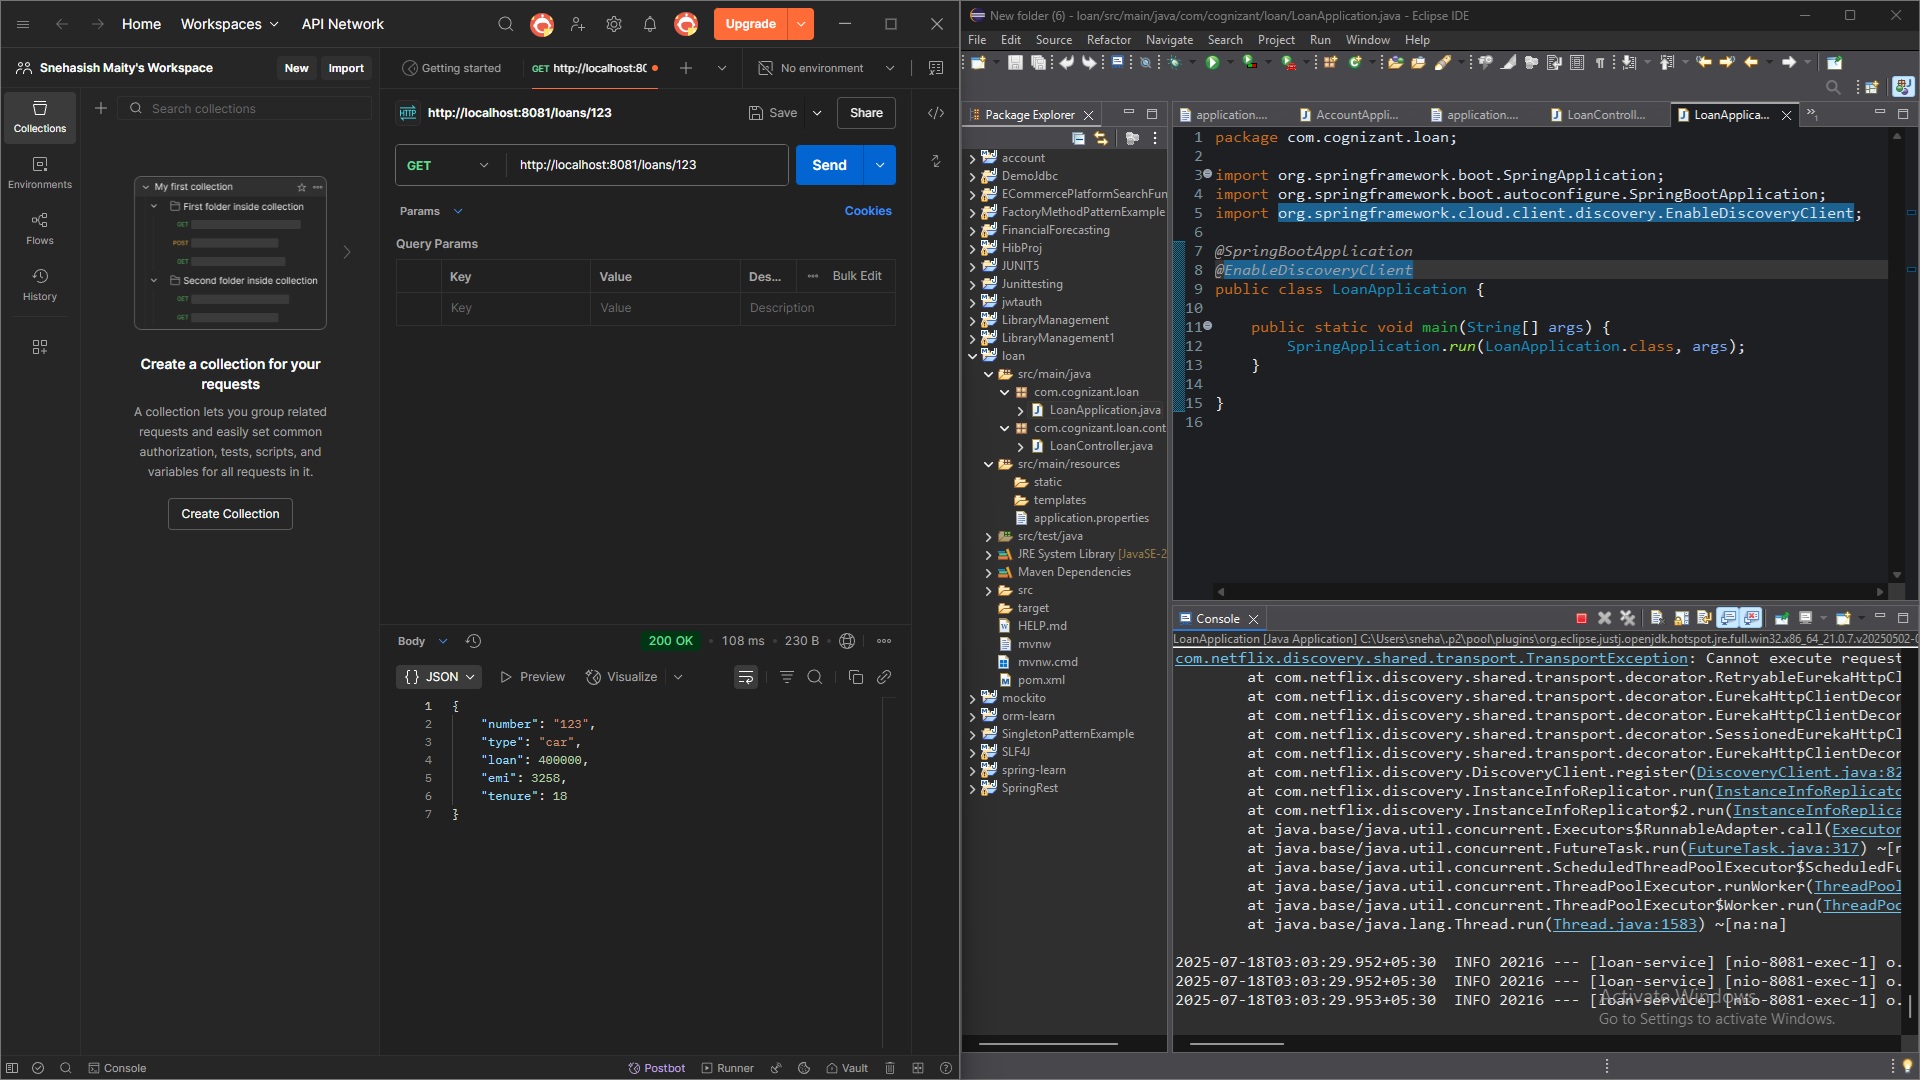 Home
Workspaces
API Network
Upgrade
Snehasish Maity's Workspace
New
Import
Collections
Environments
Flows
History
Search collections
My first collection
First folder inside collection
GET
POST
GET
Second folder inside collection
GET
GET
Create a collection for your
requests
A collection lets you group related
requests and easily set common
authorization, tests, scripts, and
variables for all requests in it.
Create Collection
Getting started
GET http://localhost:80
No environment
HTTP
http://localhost:8081/loans/123
Save
Share
GET
http://localhost:8081/loans/123
Send
Params
Cookies
Query Params
Key
Value
Des...
Bulk Edit
Key
Value
Description
Body
200 OK
108 ms
230 B
{} JSON
Preview
Visualize
1 {
2 "number": "123",
3 "type": "car",
4 "loan": 400000,
5 "emi": 3258,
6 "tenure": 18
7 }
Console
Postbot
Runner
Vault
New folder (6) - loan/src/main/java/com/cognizant/loan/LoanApplication.java - Eclipse IDE
File Edit Source Refactor Navigate Search Project Run Window Help
Package Explorer
account
DemoJdbc
ECommercePlatformSearchFun
FactoryMethodPatternExample
FinancialForecasting
HibProj
JUNIT5
Junittesting
jwtauth
LibraryManagement
LibraryManagement1
loan
src/main/java
com.cognizant.loan
LoanApplication.java
com.cognizant.loan.cont
LoanController.java
src/main/resources
static
templates
application.properties
src/test/java
JRE System Library [JavaSE-2
Maven Dependencies
src
target
HELP.md
mvnw
mvnw.cmd
pom.xml
mockito
orm-learn
SingletonPatternExample
SLF4J
spring-learn
SpringRest
application....
AccountAppli...
application....
LoanControll...
LoanApplica...
1 package com.cognizant.loan;
2
3 import org.springframework.boot.SpringApplication;
4 import org.springframework.boot.autoconfigure.SpringBootApplication;
5 import org.springframework.cloud.client.discovery.EnableDiscoveryClient;
6
7 @SpringBootApplication
8 @EnableDiscoveryClient
9 public class LoanApplication {
10
11 public static void main(String[] args) {
12 SpringApplication.run(LoanApplication.class, args);
13 }
14
15 }
16
Console
LoanApplication [Java Application] C:\Users\sneha\.p2\pool\plugins\org.eclipse.justj.openjdk.hotspot.jre.full.win32.x86_64_21.0.7.v20250502-0
com.netflix.discovery.shared.transport.TransportException: Cannot execute request
at com.netflix.discovery.shared.transport.decorator.RetryableEurekaHttpCl
at com.netflix.discovery.shared.transport.decorator.EurekaHttpClientDecor
at com.netflix.discovery.shared.transport.decorator.EurekaHttpClientDecor
at com.netflix.discovery.shared.transport.decorator.SessionedEurekaHttpCl
at com.netflix.discovery.shared.transport.decorator.EurekaHttpClientDecor
at com.netflix.discovery.DiscoveryClient.register(DiscoveryClient.java:82
at com.netflix.discovery.InstanceInfoReplicator.run(InstanceInfoReplicato
at com.netflix.discovery.InstanceInfoReplicator$2.run(InstanceInfoReplica
at java.base/java.util.concurrent.Executors$RunnableAdapter.call(Executor
at java.base/java.util.concurrent.FutureTask.run(FutureTask.java:317) ~[n
at java.base/java.util.concurrent.ScheduledThreadPoolExecutor$ScheduledFu
at java.base/java.util.concurrent.ThreadPoolExecutor.runWorker(ThreadPool
at java.base/java.util.concurrent.ThreadPoolExecutor$Worker.run(ThreadPoo
at java.base/java.lang.Thread.run(Thread.java:1583) ~[na:na]
2025-07-18T03:03:29.952+05:30 INFO 20216 --- [loan-service] [nio-8081-exec-1] o.
2025-07-18T03:03:29.952+05:30 INFO 20216 --- [loan-service] [nio-8081-exec-1] o.
2025-07-18T03:03:29.953+05:30 INFO 20216 --- [loan-service] [nio-8081-exec-1] o.
Activate Windows
Go to Settings to activate Windows.